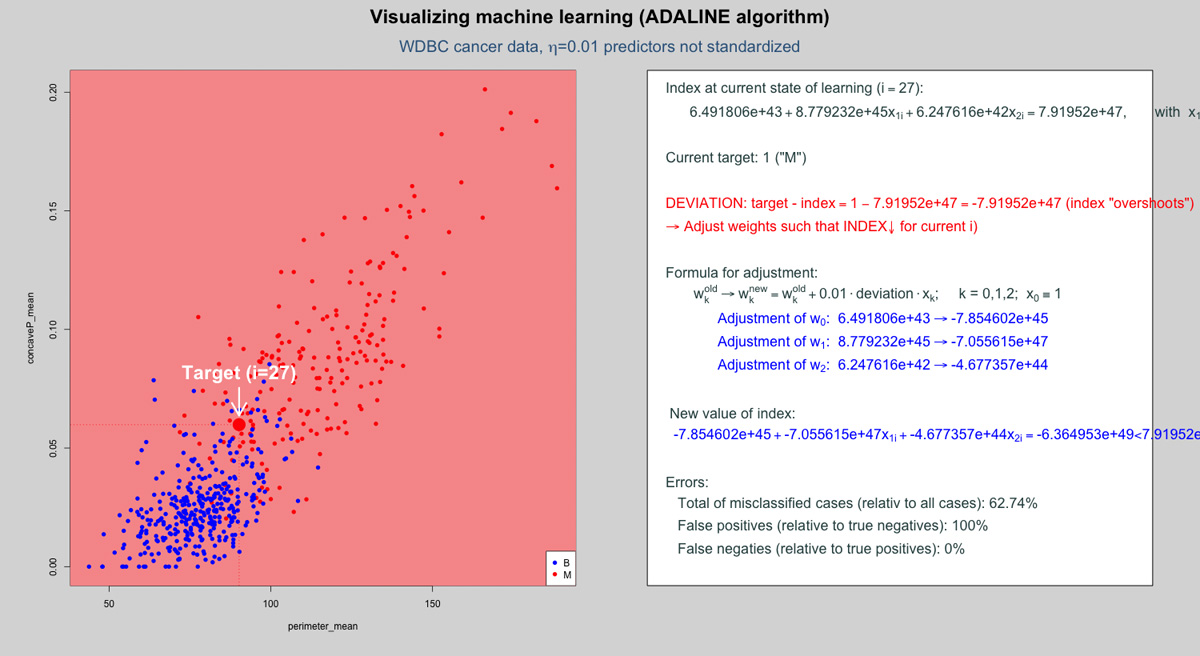 Visualizing machine learning (ADALINE algorithm)
WDBC cancer data, η=0.01 predictors not standardized
concaveP_mean
0.20
0.15
0.10
0.05
0.00
Target (i=27)
B
M
50
100
150
perimeter_mean
Index at current state of learning (i = 27):
6.491806e+43 + 8.779232e+45x1i + 6.247616e+42x2i = 7.91952e+47, with x1
Current target: 1 ("M")
DEVIATION: target - index = 1 − 7.91952e+47 = -7.91952e+47 (index "overshoots")
→ Adjust weights such that INDEX↓ for current i)
Formula for adjustment:
wk^old → wk^new = wk^old + 0.01 · deviation · xk; k = 0,1,2; x0 ≡ 1
Adjustment of w0: 6.491806e+43 → -7.854602e+45
Adjustment of w1: 8.779232e+45 → -7.055615e+47
Adjustment of w2: 6.247616e+42 → -4.677357e+44
New value of index:
-7.854602e+45 + -7.055615e+47x1i + -4.677357e+44x2i = -6.364953e+49<7.91952e
Errors:
Total of misclassified cases (relativ to all cases): 62.74%
False positives (relative to true negatives): 100%
False negaties (relative to true positives): 0%